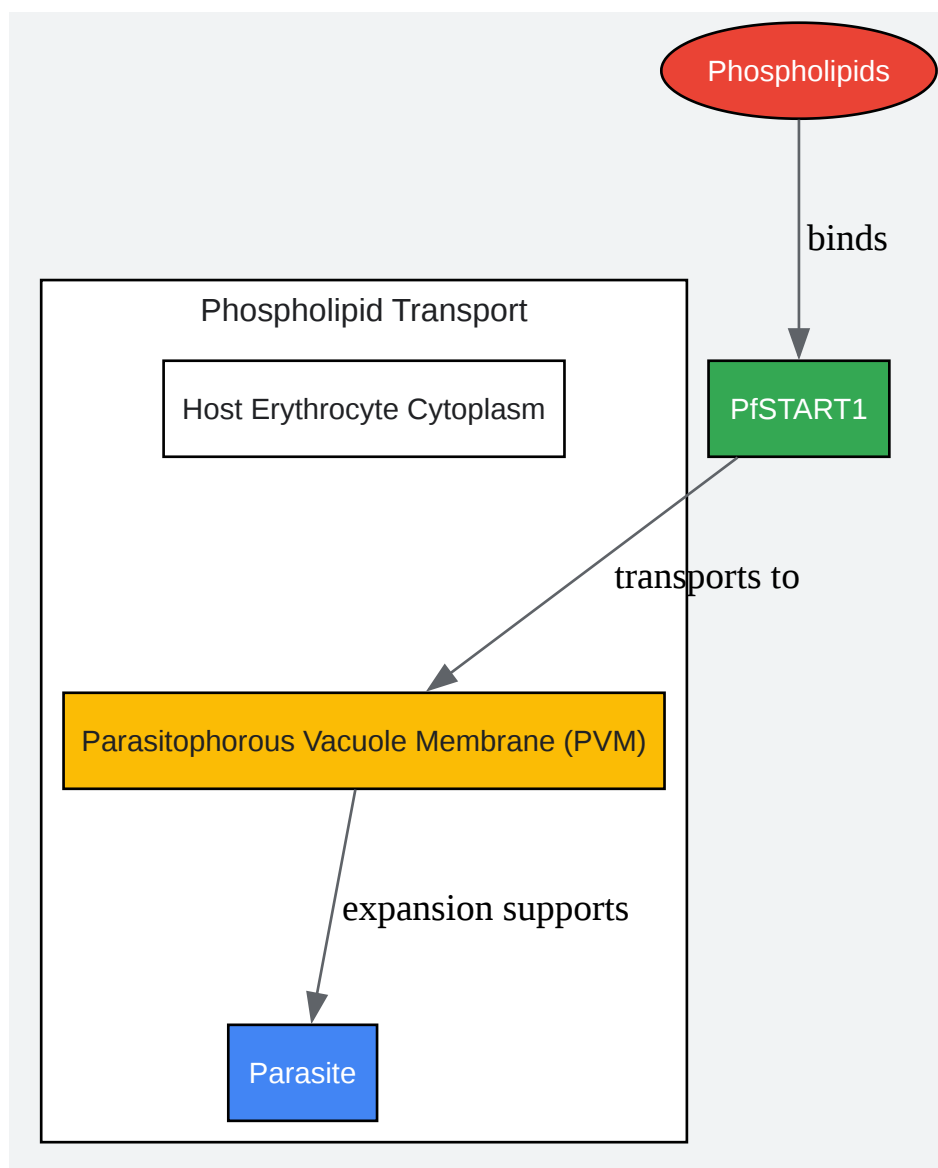 Phospholipids
binds
Phospholipid Transport
Host Erythrocyte Cytoplasm
PfSTART1
transports to
Parasitophorous Vacuole Membrane (PVM)
expansion supports
Parasite